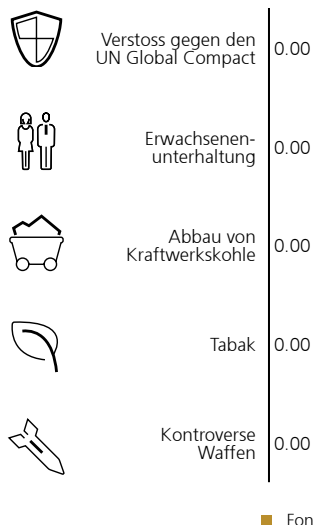 Verstoss gegen den
UN Global Compact
0.00
Erwachsenen-
unterhaltung
0.00
Abbau von
Kraftwerkskohle
0.00
Tabak
0.00
Kontroverse
Waffen
0.00
Fon